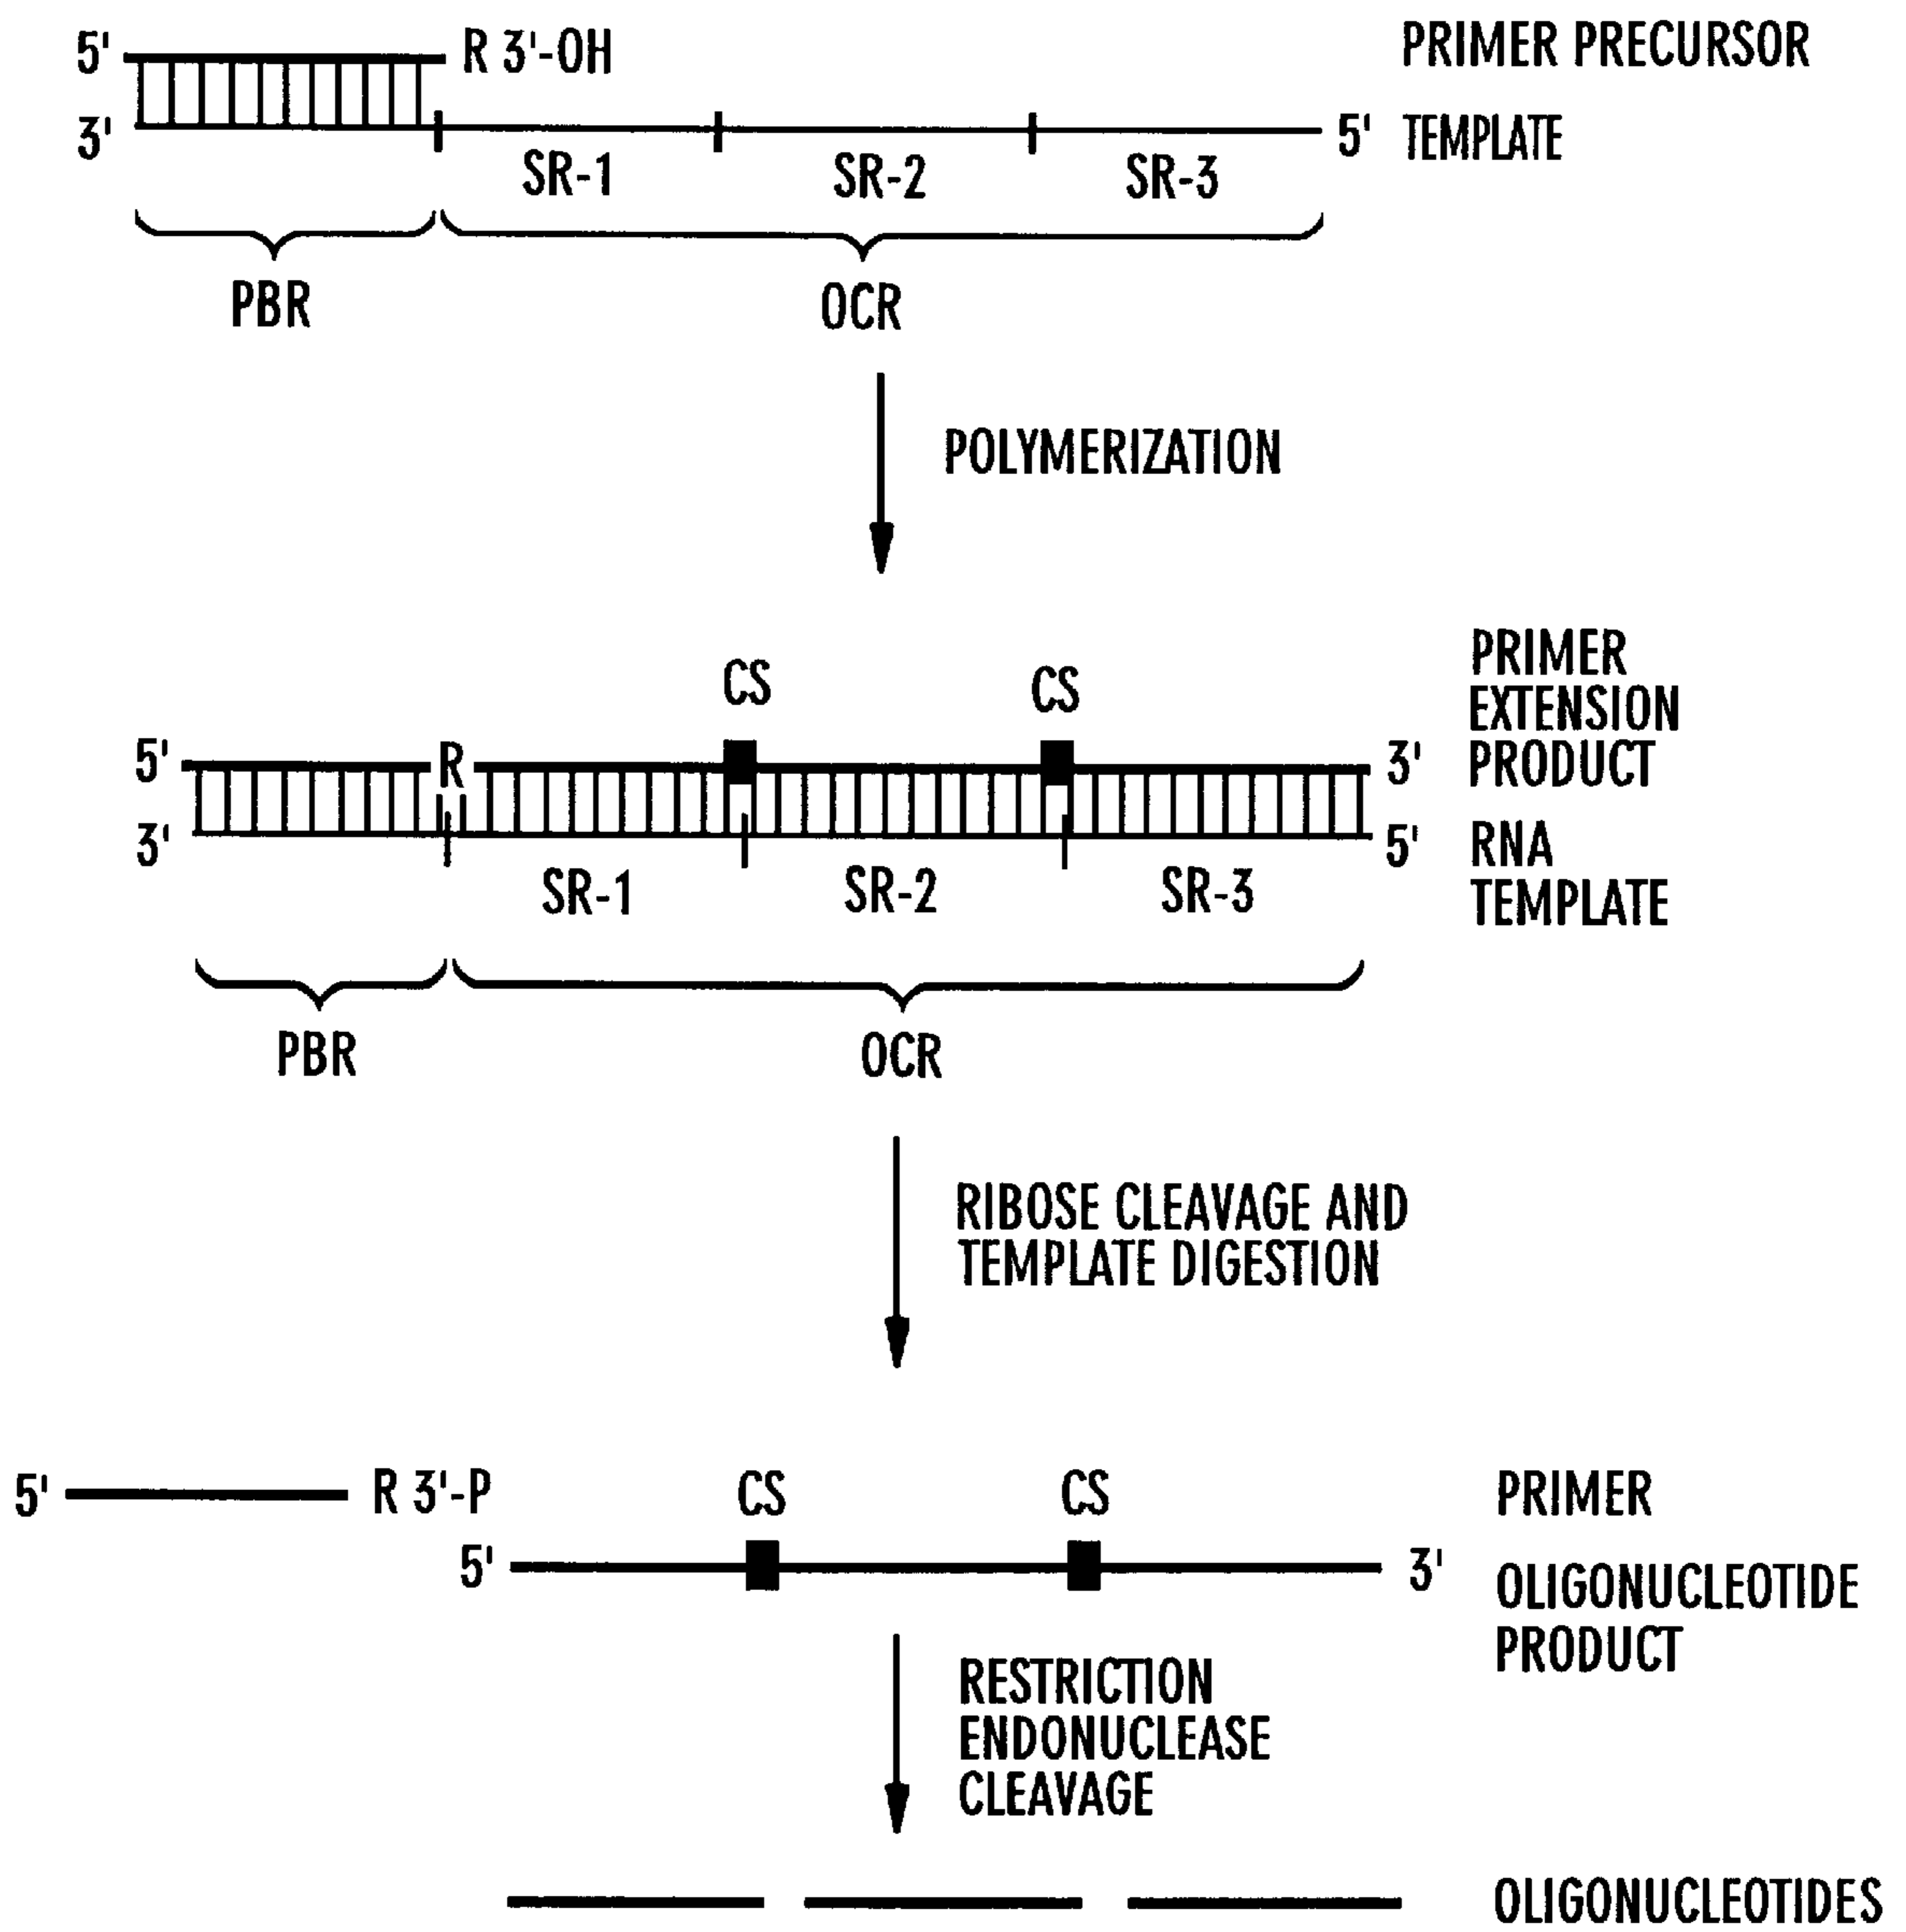 5' R 3'-OH PRIMER PRECURSOR
3' 5' TEMPLATE
SR-1 SR-2 SR-3
PBR OCR
POLYMERIZATION
CS CS
PRIMER
EXTENSION
5' R 3' PRODUCT
3' 5' RNA
TEMPLATE
SR-1 SR-2 SR-3
PBR OCR
RIBOSE CLEAVAGE AND
TEMPLATE DIGESTION
5' R 3'-P CS CS PRIMER
5' 3' OLIGONUCLEOTIDE
PRODUCT
RESTRICTION
ENDONUCLEASE
CLEAVAGE
OLIGONUCLEOTIDES